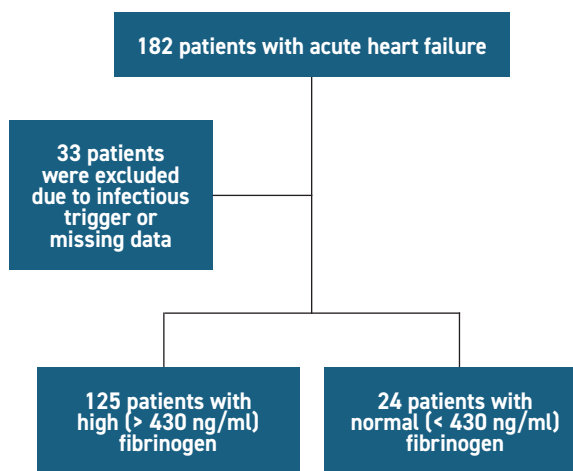 182 patients with acute heart failure
33 patients
were excluded
due to infectious
trigger or
missing data
125 patients with
high (> 430 ng/ml)
fibrinogen
24 patients with
normal (< 430 ng/ml)
fibrinogen